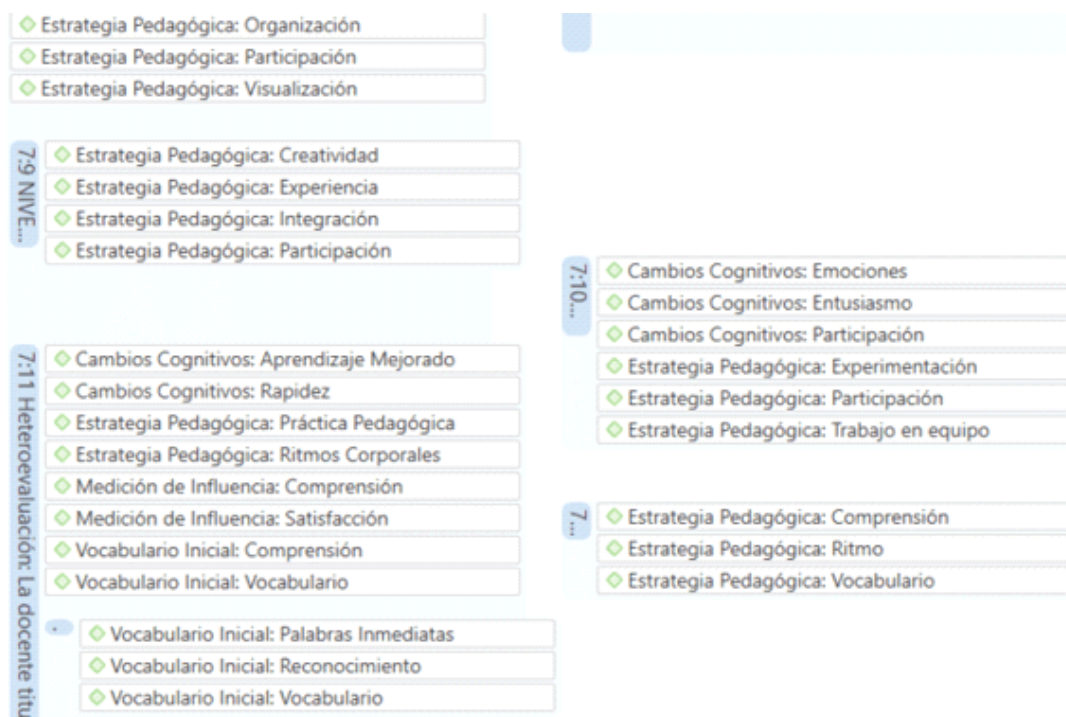 Estrategia Pedagógica: Organización
Estrategia Pedagógica: Participación
Estrategia Pedagógica: Visualización
7:9 NIVE...
Estrategia Pedagógica: Creatividad
Estrategia Pedagógica: Experiencia
Estrategia Pedagógica: Integración
Estrategia Pedagógica: Participación
7:11 Heteroevaluación: La docente titu
Cambios Cognitivos: Aprendizaje Mejorado
Cambios Cognitivos: Rapidez
Estrategia Pedagógica: Práctica Pedagógica
Estrategia Pedagógica: Ritmos Corporales
Medición de Influencia: Comprensión
Medición de Influencia: Satisfacción
Vocabulario Inicial: Comprensión
Vocabulario Inicial: Vocabulario
.
Vocabulario Inicial: Palabras Inmediatas
Vocabulario Inicial: Reconocimiento
Vocabulario Inicial: Vocabulario
7:10...
Cambios Cognitivos: Emociones
Cambios Cognitivos: Entusiasmo
Cambios Cognitivos: Participación
Estrategia Pedagógica: Experimentación
Estrategia Pedagógica: Participación
Estrategia Pedagógica: Trabajo en equipo
7...
Estrategia Pedagógica: Comprensión
Estrategia Pedagógica: Ritmo
Estrategia Pedagógica: Vocabulario